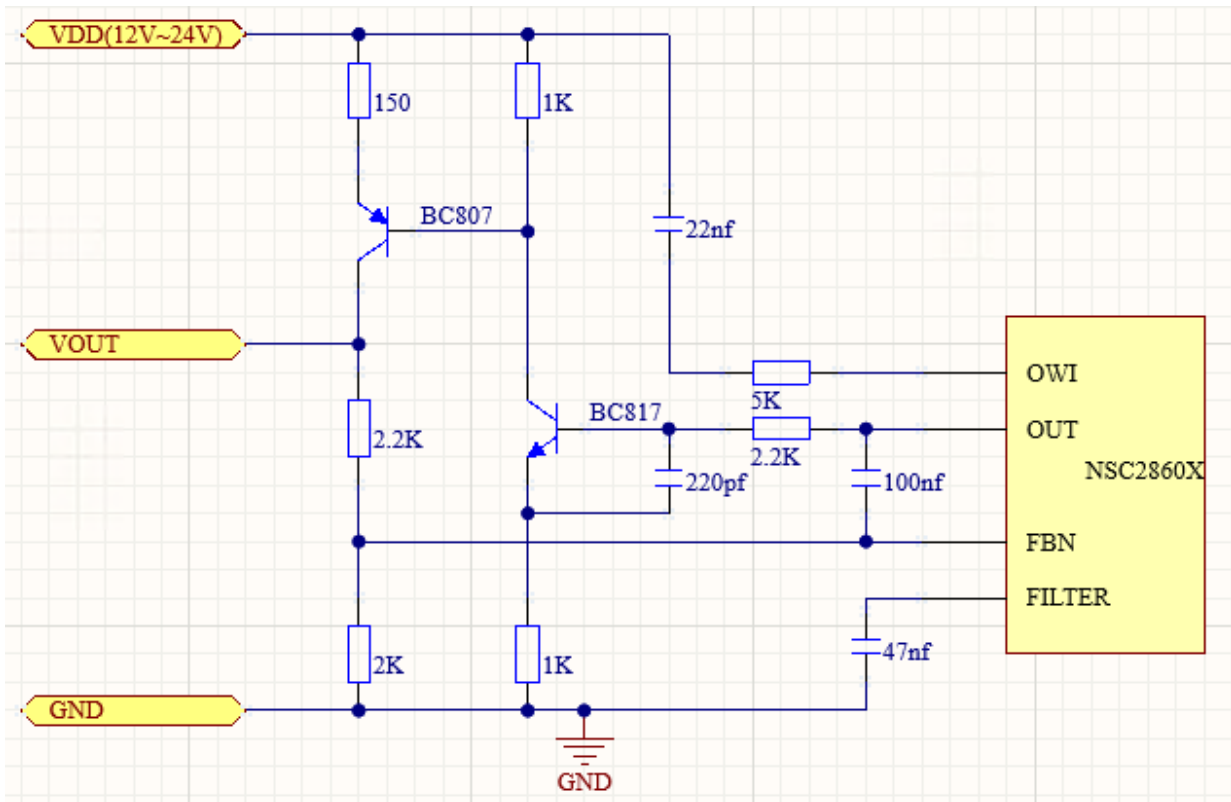 VDD(12V~24V)
150
1K
BC807
22nf
VOUT
OWI
5K
BC817
2.2K
2.2K
OUT
220pf
100nf
NSC2860X
FBN
FILTER
2K
1K
47nf
GND
GND